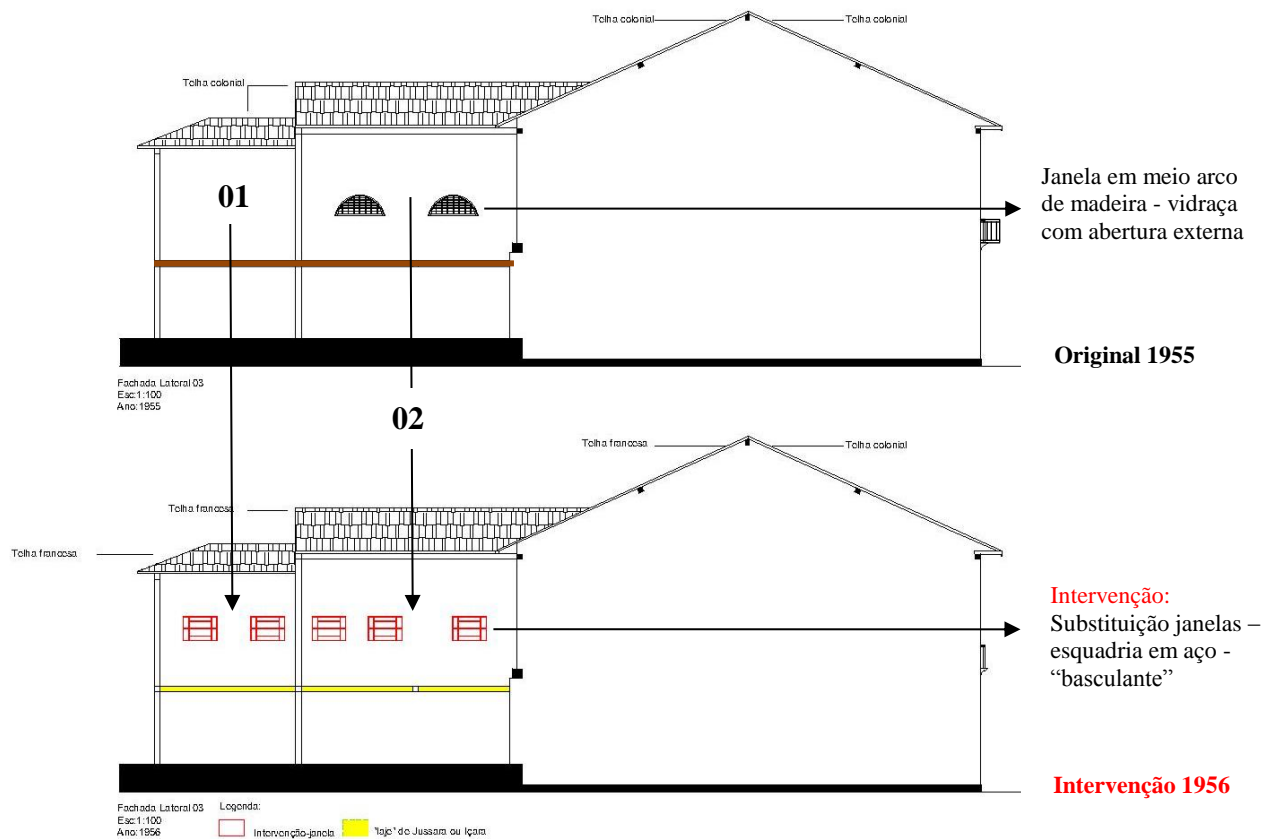 Telha colonial
Telha colonial
Telha colonial
01
Janela em meio arco
de madeira - vidraça
com abertura externa
Original 1955
Fachada Lateral 03
Esc:1:100
Ano:1955
02
Telha francesa
Telha colonial
Telha francesa
Telha francesa
Intervenção:
Substituição janelas –
esquadria em aço -
“basculante”
Intervenção 1956
Fachada Lateral 03
Esc:1:100
Ano:1956
Legenda:
Intervenção-janela
"laje" de Jussara ou Içara